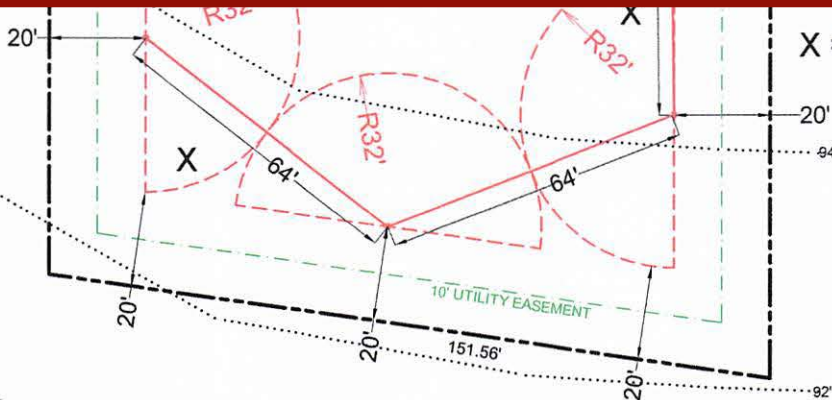 R32'
X
20'
R32'
X
20'
94'
R32'
X
64'
64'
10' UTILITY EASEMENT
20'
20'
151.56'
20'
92'